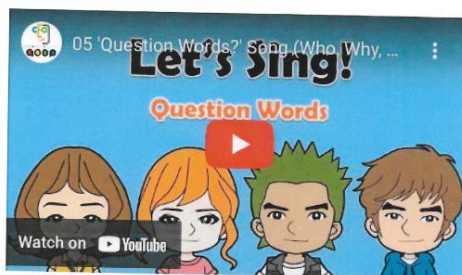 05 'Question Words?' Song (Who, Why, ...
Let's Sing!
Question Words
Watch on YouTube